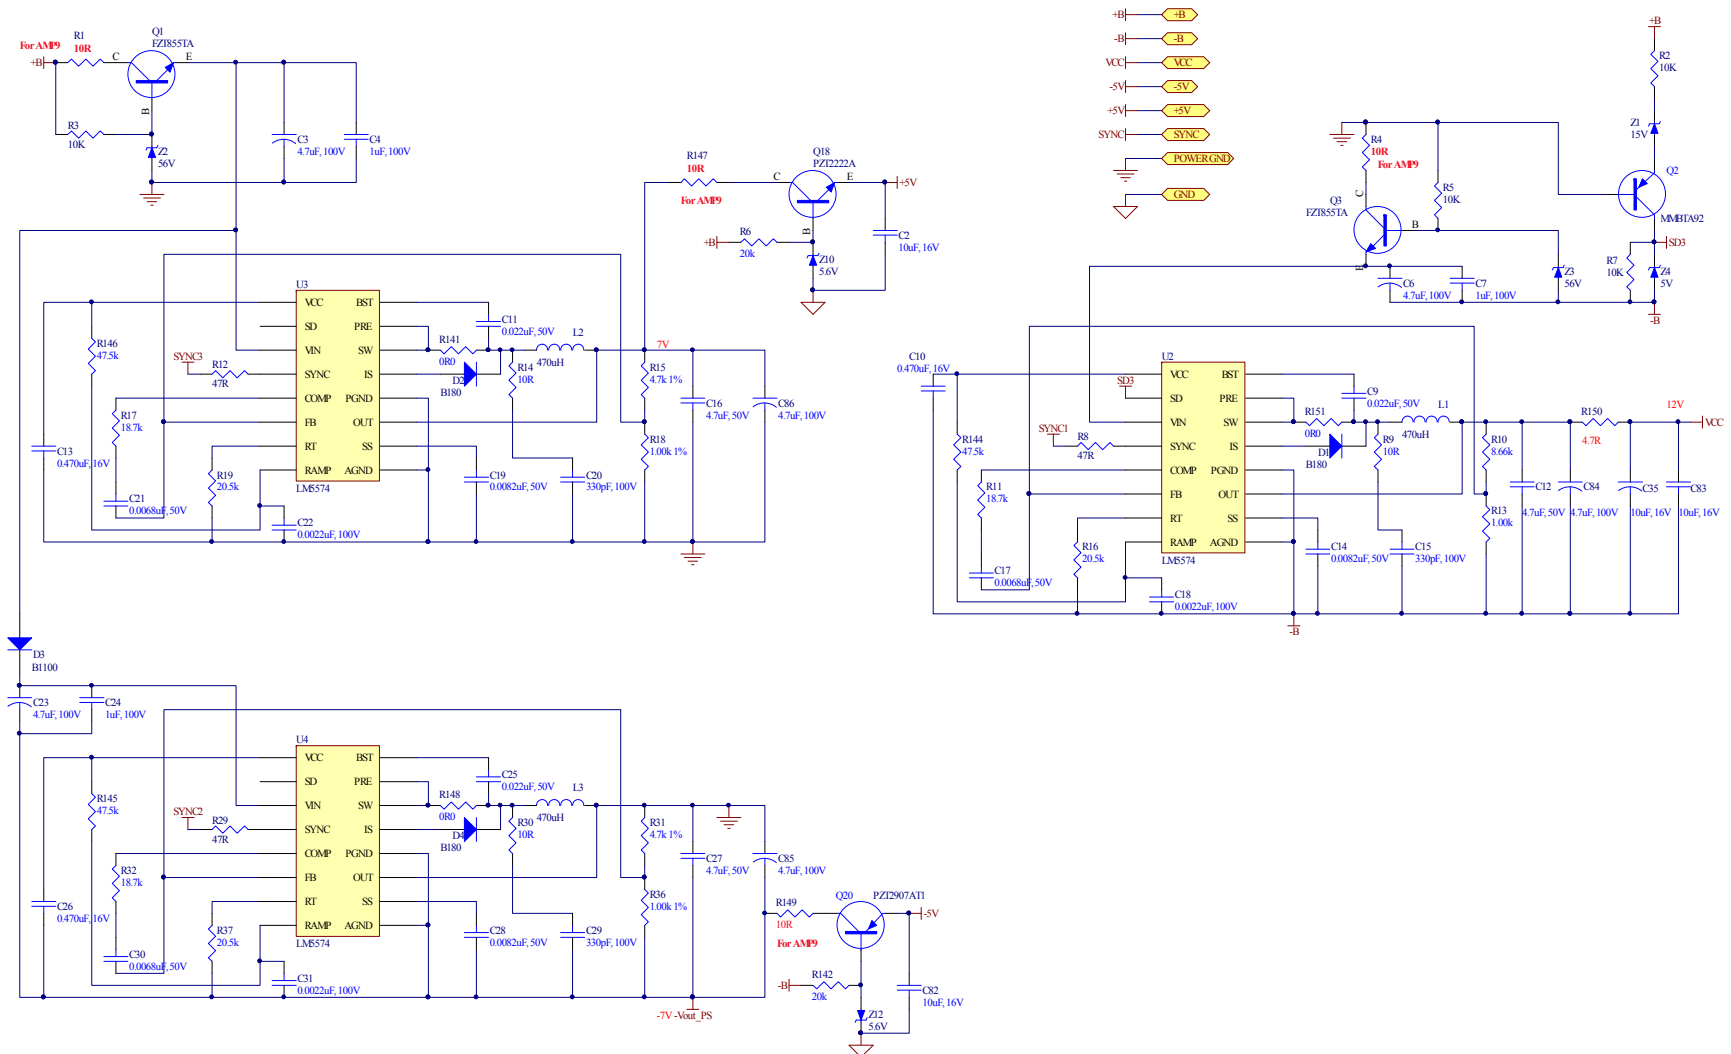 For AMP9
R1
10R
+B
Q1
FZT855TA
C
E
B
R3
10K
Z2
56V
C3
4.7uF, 100V
C4
1uF, 100V
R147
10R
For AMP9
Q18
PZT2222A
C
E
B
+5V
+B
R6
20k
Z10
5.6V
C2
10uF, 16V
+B
+B
-B
-B
VCC
VCC
-5V
-5V
+5V
+5V
SYNC
SYNC
POWERGND
GND
+B
R2
10K
Z1
15V
Q2
MMBTA92
SD3
R4
10R
For AMP9
R5
10K
Q3
FZT855TA
C
B
E
R7
10K
Z3
56V
Z4
5V
-B
C6
4.7uF, 100V
C7
1uF, 100V
U3
VCC
SD
VIN
SYNC
COMP
FB
RT
RAMP
BST
PRE
SW
IS
PGND
OUT
SS
AGND
LM5574
R146
47.5k
SYNC3
R12
47R
R17
18.7k
C13
0.470uF, 16V
R19
20.5k
C21
0.0068uF, 50V
C22
0.0022uF, 100V
C11
0.022uF, 50V
R141
0R0
L2
470uH
D2
B180
R14
10R
7V
R15
4.7k 1%
R18
1.00k 1%
C16
4.7uF, 50V
C86
4.7uF, 100V
C19
0.0082uF, 50V
C20
330pF, 100V
U2
VCC
SD
VIN
SYNC
COMP
FB
RT
RAMP
BST
PRE
SW
IS
PGND
OUT
SS
AGND
LM5574
C10
0.470uF, 16V
SD3
SYNC1
R8
47R
R144
47.5k
R11
18.7k
R16
20.5k
C17
0.0068uF, 50V
C18
0.0022uF, 100V
C9
0.022uF, 50V
R151
0R0
L1
470uH
D1
B180
R9
10R
R10
8.66k
R13
1.00k
R150
4.7R
12V
VCC
C12
4.7uF, 50V
C84
4.7uF, 100V
C35
10uF, 16V
C83
10uF, 16V
C14
0.0082uF, 50V
C15
330pF, 100V
-B
D3
B1100
C23
4.7uF, 100V
C24
1uF, 100V
U4
VCC
SD
VIN
SYNC
COMP
FB
RT
RAMP
BST
PRE
SW
IS
PGND
OUT
SS
AGND
LM5574
R145
47.5k
SYNC2
R29
47R
R32
18.7k
C26
0.470uF, 16V
R37
20.5k
C30
0.0068uF, 50V
C31
0.0022uF, 100V
C25
0.022uF, 50V
R148
0R0
L3
470uH
D4
B180
R30
10R
R31
4.7k 1%
R36
1.00k 1%
C27
4.7uF, 50V
C85
4.7uF, 100V
C28
0.0082uF, 50V
C29
330pF, 100V
-7V -Vout_PS
R149
10R
For AMP9
Q20
PZT2907AT1
-5V
-B
R142
20k
Z12
5.6V
C82
10uF, 16V